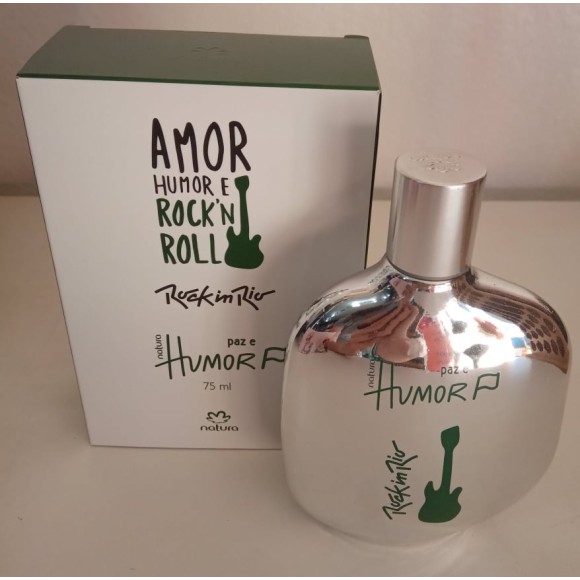 AMOR
HUMOR E
ROCK'N
ROLL
Rock in Rio
natura
paz e
HUMOR
75 ml
natura
natura
paz e
HUMOR
Rock in Rio